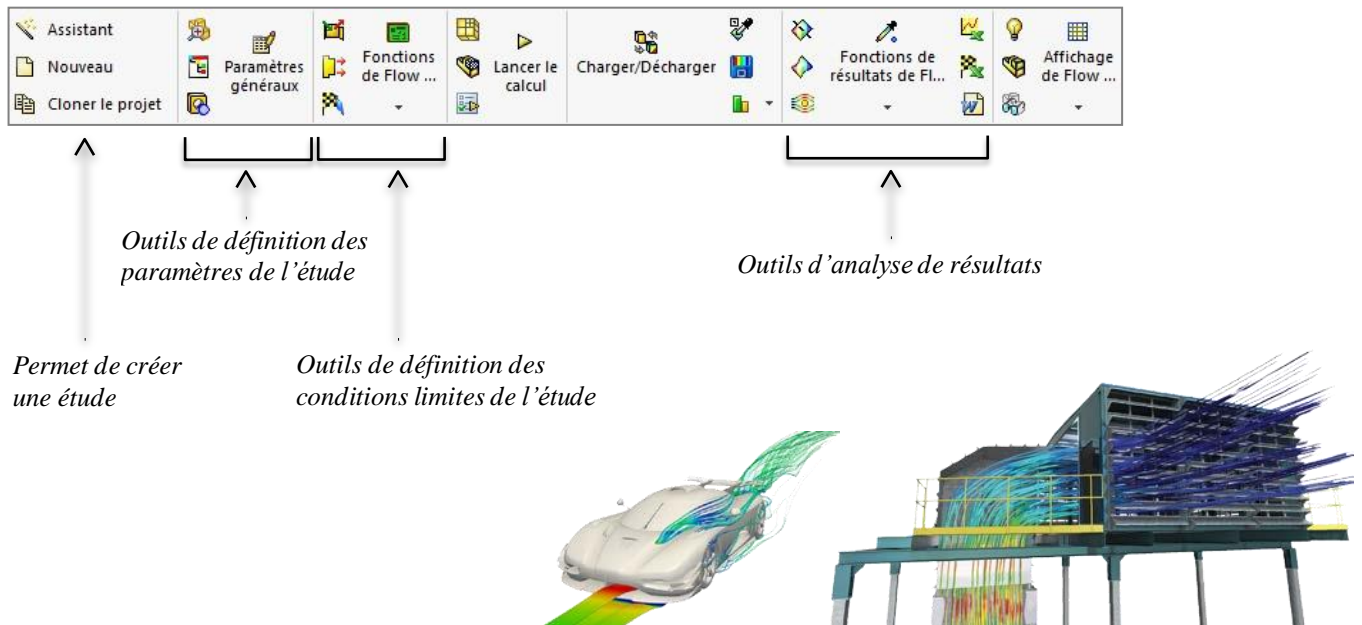 Assistant
Nouveau
Cloner le projet
Paramètres
généraux
Fonctions
de Flow ...
Lancer le
calcul
Charger/Décharger
Fonctions de
résultats de Fl...
Affichage
de Flow ...
Outils de définition des
paramètres de l’étude
Outils d’analyse de résultats
Permet de créer
une étude
Outils de définition des
conditions limites de l’étude